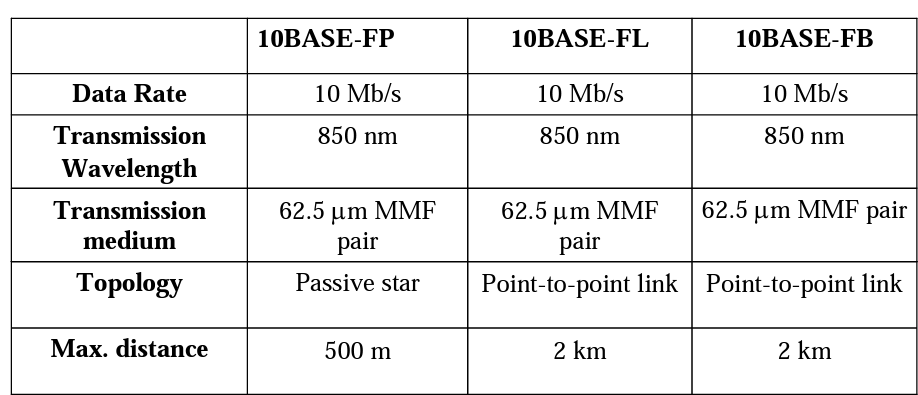 10BASE-FP 10BASE-FL 10BASE-FB
Data Rate 10 Mb/s 10 Mb/s 10 Mb/s
Transmission 850 nm 850 nm 850 nm
Wavelength
Transmission 62.5 μm MMF 62.5 μm MMF 62.5 μm MMF pair
medium pair pair
Topology Passive star Point-to-point link Point-to-point link
Max. distance 500 m 2 km 2 km